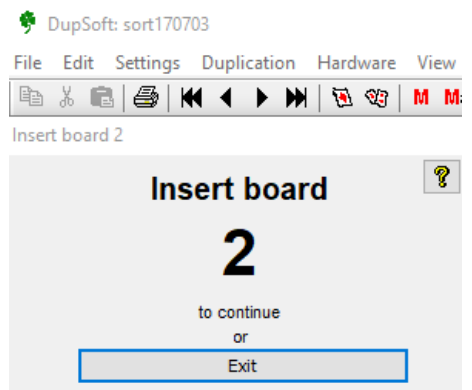 DupSoft: sort170703
File Edit Settings Duplication Hardware View
M M
Insert board 2
Insert board
2
to continue
or
Exit